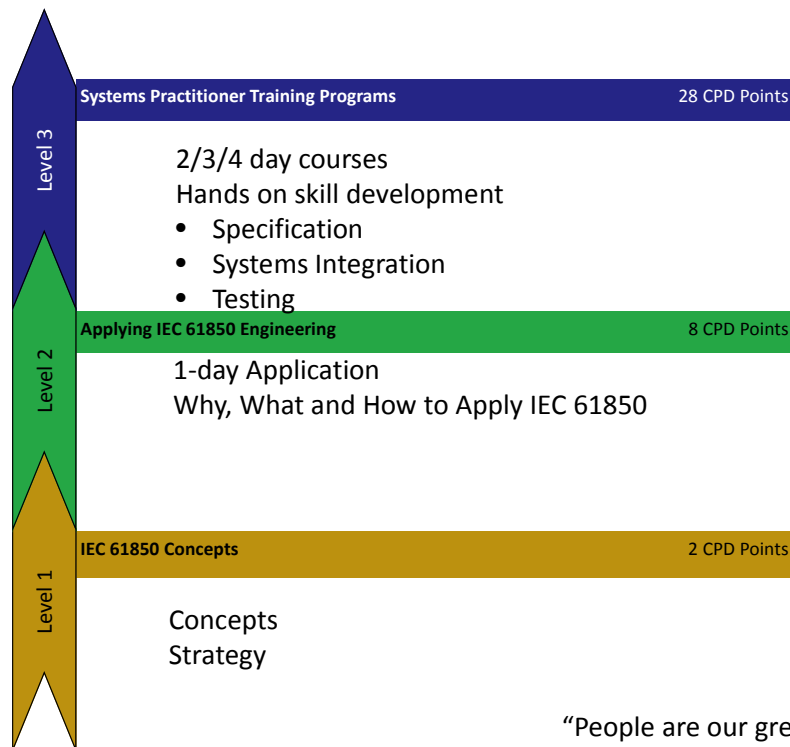 Level 3
Systems Practitioner Training Programs 28 CPD Points
2/3/4 day courses
Hands on skill development
• Specification
• Systems Integration
• Testing
Level 2
Applying IEC 61850 Engineering 8 CPD Points
1-day Application
Why, What and How to Apply IEC 61850
Level 1
IEC 61850 Concepts 2 CPD Points
Concepts
Strategy
“People are our